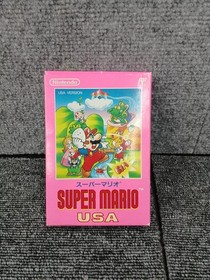 Nintendo
USA VERSION
スーパーマリオ
SUPER MARIO
USA